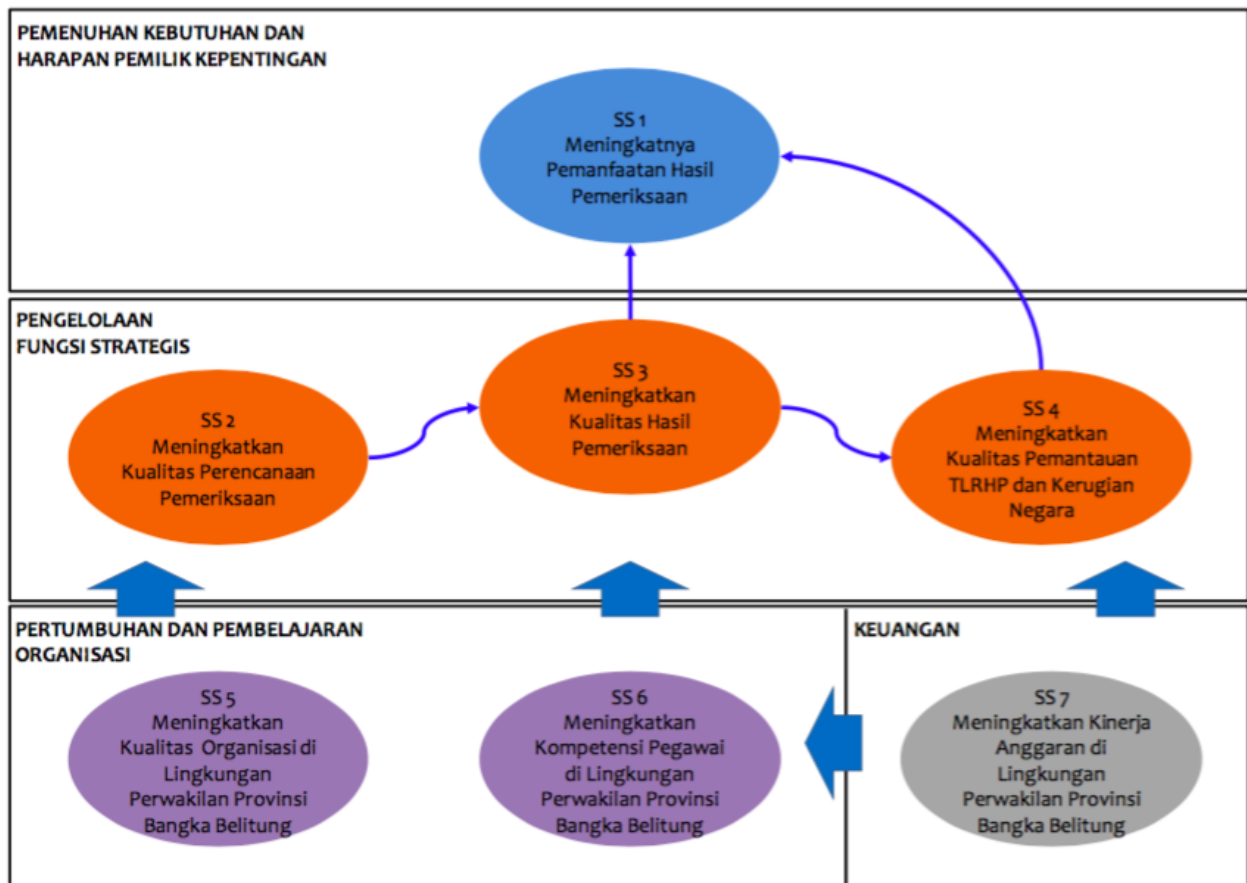 PEMENUHAN KEBUTUHAN DAN
HARAPAN PEMILIK KEPENTINGAN
SS 1
Meningkatnya
Pemanfaatan Hasil
Pemeriksaan
PENGELOLAAN
FUNGSI STRATEGIS
SS 2
Meningkatkan
Kualitas Perencanaan
Pemeriksaan
SS 3
Meningkatkan
Kualitas Hasil
Pemeriksaan
SS 4
Meningkatkan
Kualitas Pemantauan
TLRHP dan Kerugian
Negara
PERTUMBUHAN DAN PEMBELAJARAN
ORGANISASI
SS 5
Meningkatkan
Kualitas Organisasi di
Lingkungan
Perwakilan Provinsi
Bangka Belitung
SS 6
Meningkatkan
Kompetensi Pegawai
di Lingkungan
Perwakilan Provinsi
Bangka Belitung
KEUANGAN
SS 7
Meningkatkan Kinerja
Anggaran di
Lingkungan
Perwakilan Provinsi
Bangka Belitung